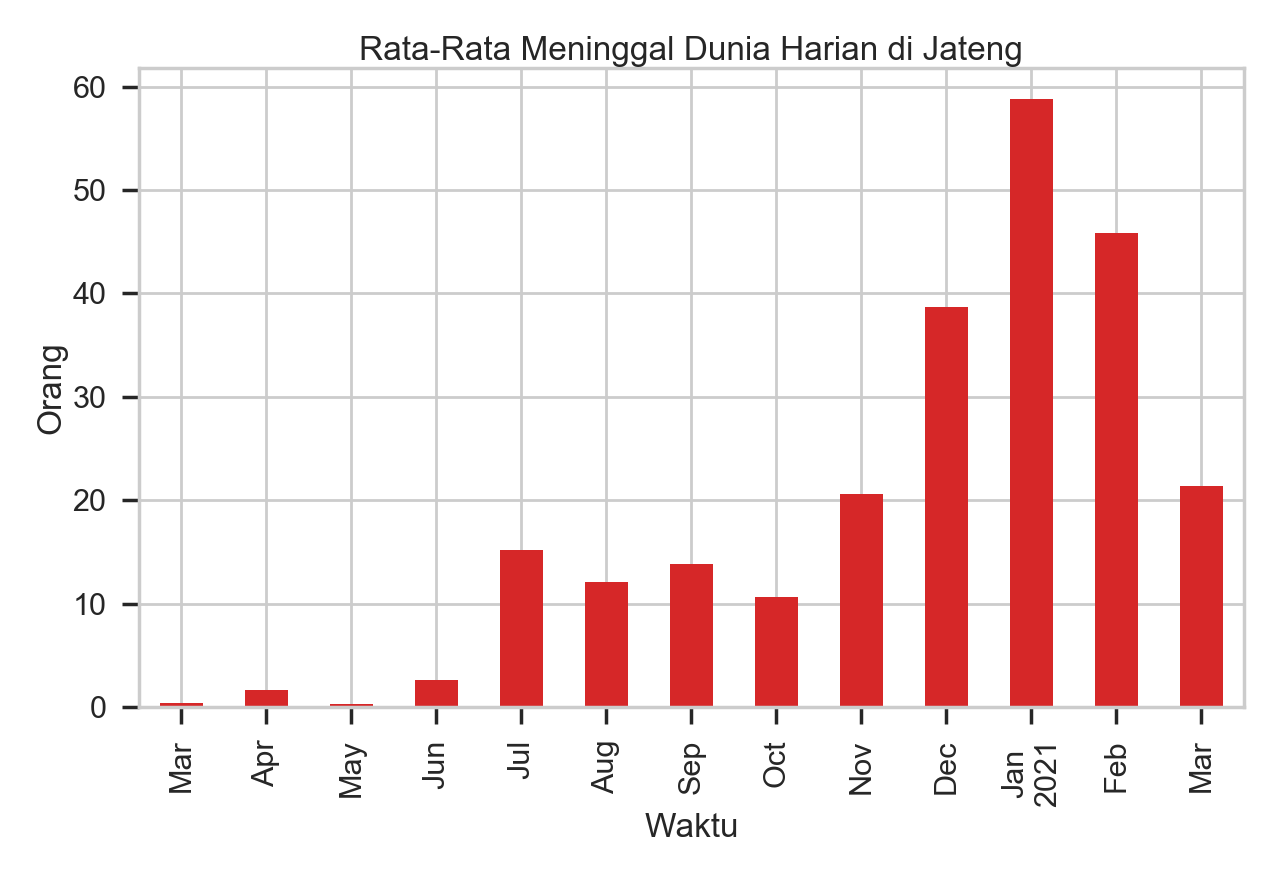 Rata-Rata Meninggal Dunia Harian di Jateng
60
50
40
30
20
10
0
Orang
Mar
Apr
May
Jun
Jul
Aug
Sep
Oct
Nov
Dec
Jan
2021
Feb
Mar
Waktu